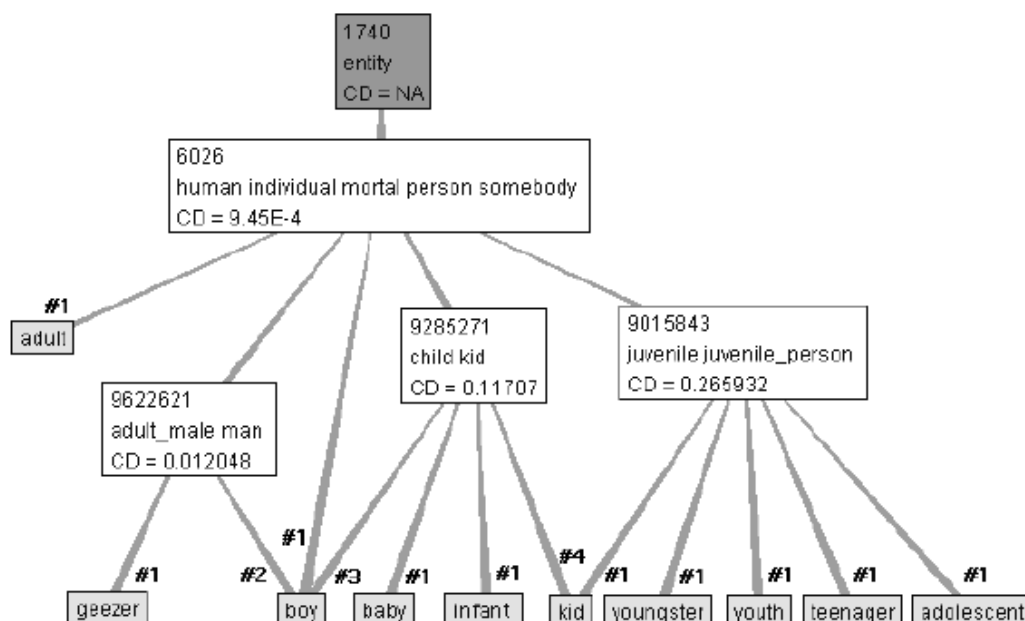 1740
entity
CD = NA
6026
human individual mortal person somebody
CD = 9.45E-4
#1
adult
9285271
child kid
CD = 0.11707
9015843
juvenile juvenile_person
CD = 0.265932
9622621
adult_male man
CD = 0.012048
#1
#2
#1
#3
#1
#1
#4
#1
#1
#1
#1
#1
geezer
boy
baby
infant
kid
youngster
youth
teenager
adolescent